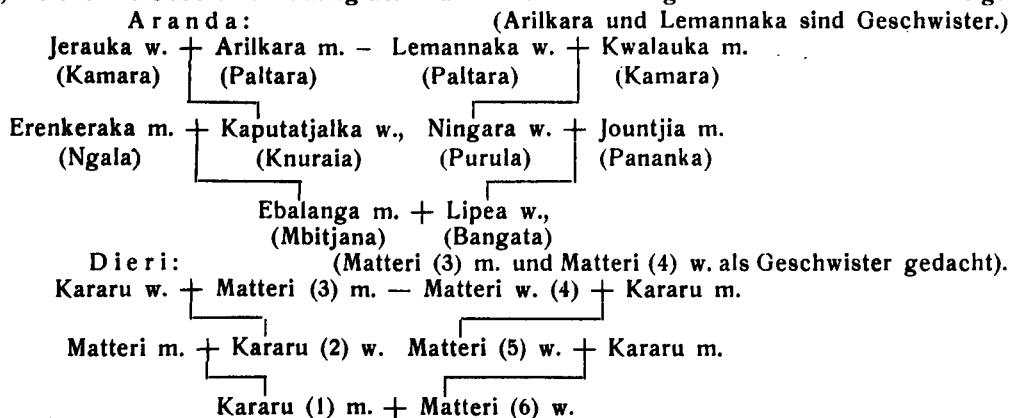 Aranda: (Arilkara und Lemannaka sind Geschwister.)
Jerauka w. + Arilkara m. – Lemannaka w. + Kwalauka m.
(Kamara) (Paltara) (Paltara) (Kamara)
Erenkeraka m. + Kaputatjalka w., Ningara w. + Jountjia m.
(Ngala) (Knuraia) (Purula) (Pananka)
Ebalanga m. + Lipea w.,
(Mbitjana) (Bangata)
Dieri: (Matteri (3) m. und Matteri (4) w. als Geschwister gedacht).
Kararu w. + Matteri (3) m. — Matteri w. (4) + Kararu m.
Matteri m. + Kararu (2) w. Matteri (5) w. + Kararu m.
Kararu (1) m. + Matteri (6) w.